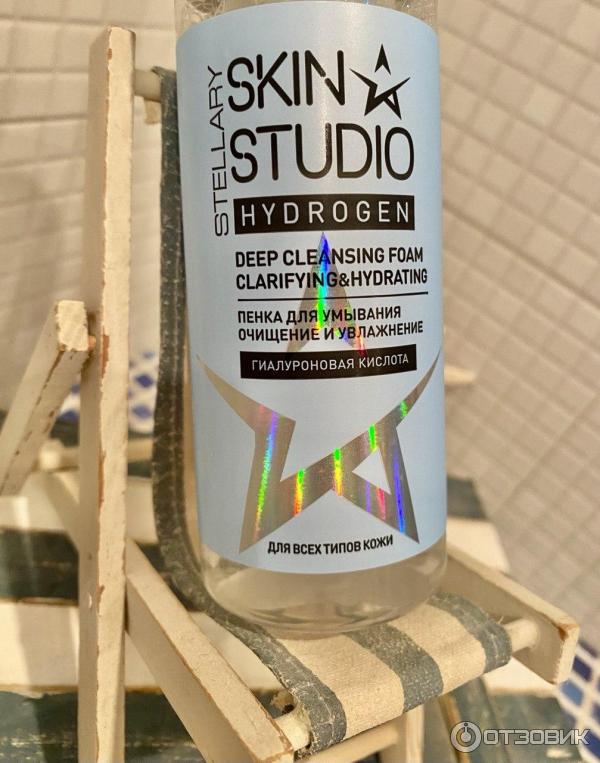 STELLARY
SKIN
STUDIO
HYDROGEN
DEEP CLEANSING FOAM
CLARIFYING&HYDRATING
ПЕНКА ДЛЯ УМЫВАНИЯ
ОЧИЩЕНИЕ И УВЛАЖНЕНИЕ
ГИАЛУРОНОВАЯ КИСЛОТА
ДЛЯ ВСЕХ ТИПОВ КОЖИ
ОТЗОВИК